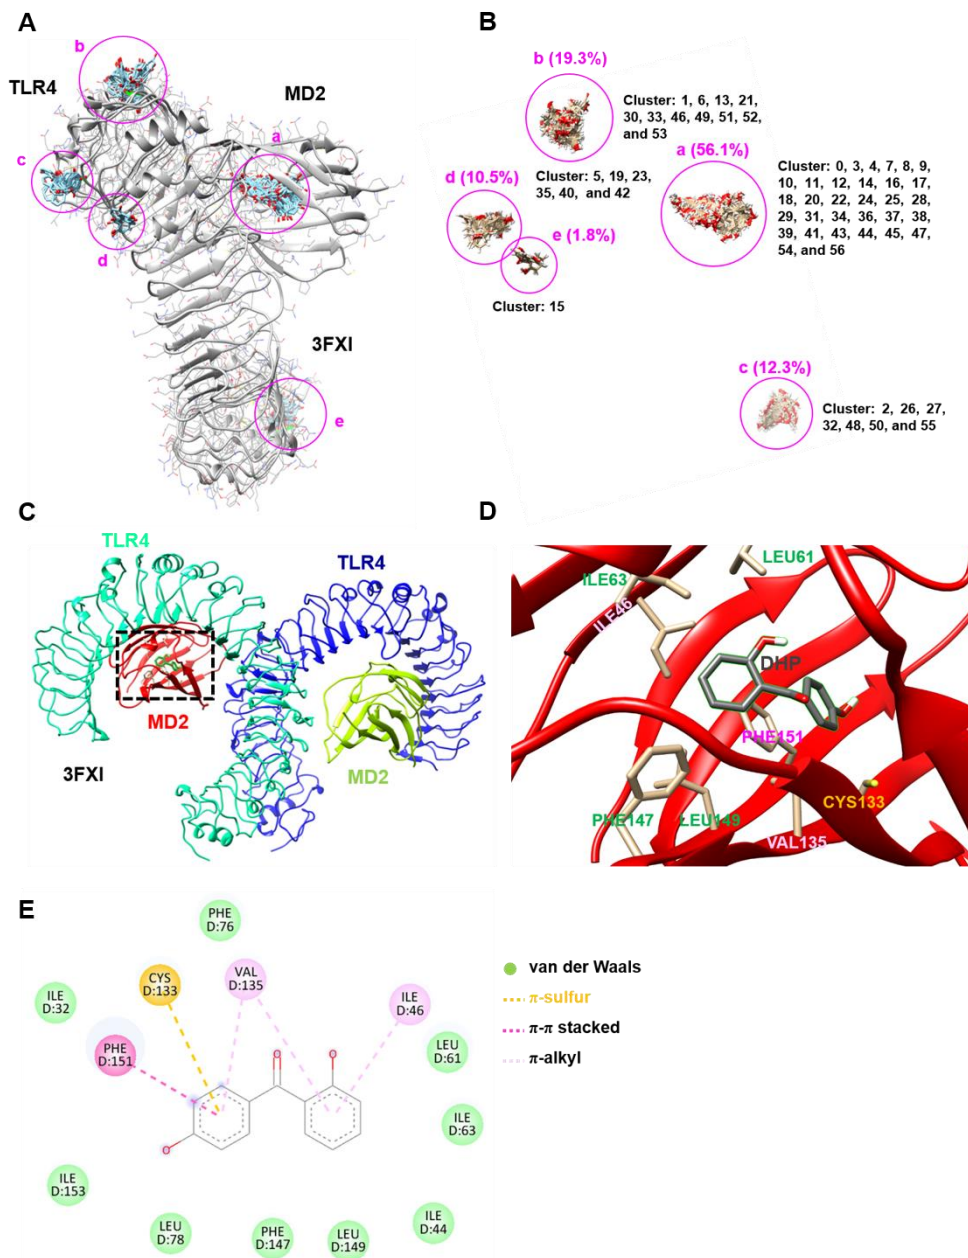 A
b
TLR4
MD2
a
c
d
3FXI
e
B
b (19.3%)
Cluster: 1, 6, 13, 21,
30, 33, 46, 49, 51, 52,
and 53
a (56.1%)
Cluster: 0, 3, 4, 7, 8, 9,
10, 11, 12, 14, 16, 17,
18, 20, 22, 24, 25, 28,
29, 31, 34, 36, 37, 38,
39, 41, 43, 44, 45, 47,
54, and 56
Cluster: 5, 19, 23,
35, 40, and 42
d (10.5%)
e (1.8%)
Cluster: 15
c (12.3%)
Cluster: 2, 26, 27,
32, 48, 50, and 55
C
TLR4
TLR4
MD2
MD2
3FXI
D
LEU61
ILE63
ILE46
DHP
PHE151
CYS133
PHE147
LEU149
VAL135
E
PHE
D:76
CYS
D:133
VAL
D:135
ILE
D:46
ILE
D:32
PHE
D:151
LEU
D:61
ILE
D:63
ILE
D:153
LEU
D:78
PHE
D:147
LEU
D:149
ILE
D:44
O
O
O
van der Waals
π-sulfur
π-π stacked
π-alkyl